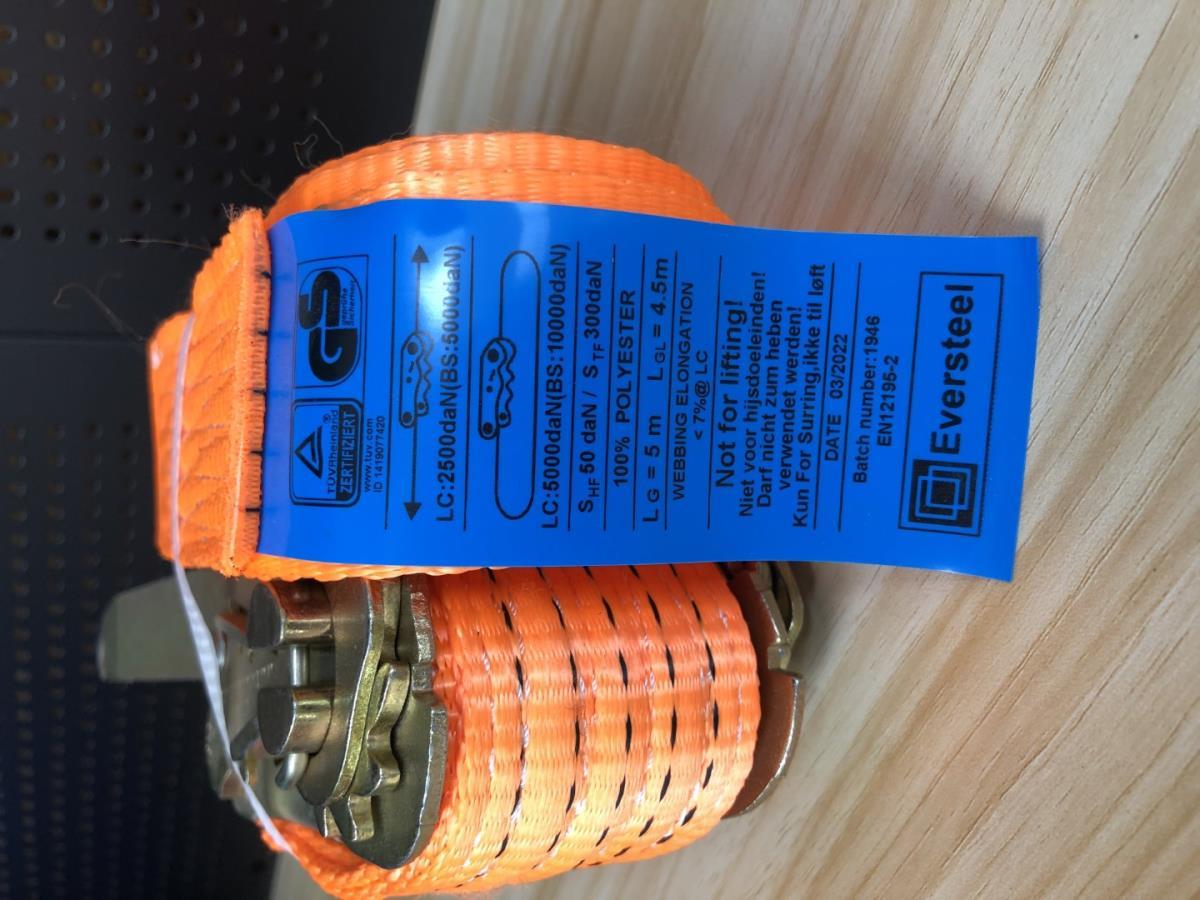 TÜVRheinland®
ZERTIFIZIERT
GS
geprüfte
Sicherheit
www.tuv.com
ID 1419077420
LC:2500daN(BS:5000daN)
LC:5000daN(BS:10000daN)
SHF 50 daN / STF 300daN
100% POLYESTER
LG = 5 m LGL = 4.5m
WEBBING ELONGATION
< 7%@ LC
Not for lifting!
Niet voor hijsdoeleinden!
Darf nicht zum heben
verwendet werden!
Kun For Surring,ikke til løft
DATE 03/2022
Batch number::1946
EN12195-2
Eversteel